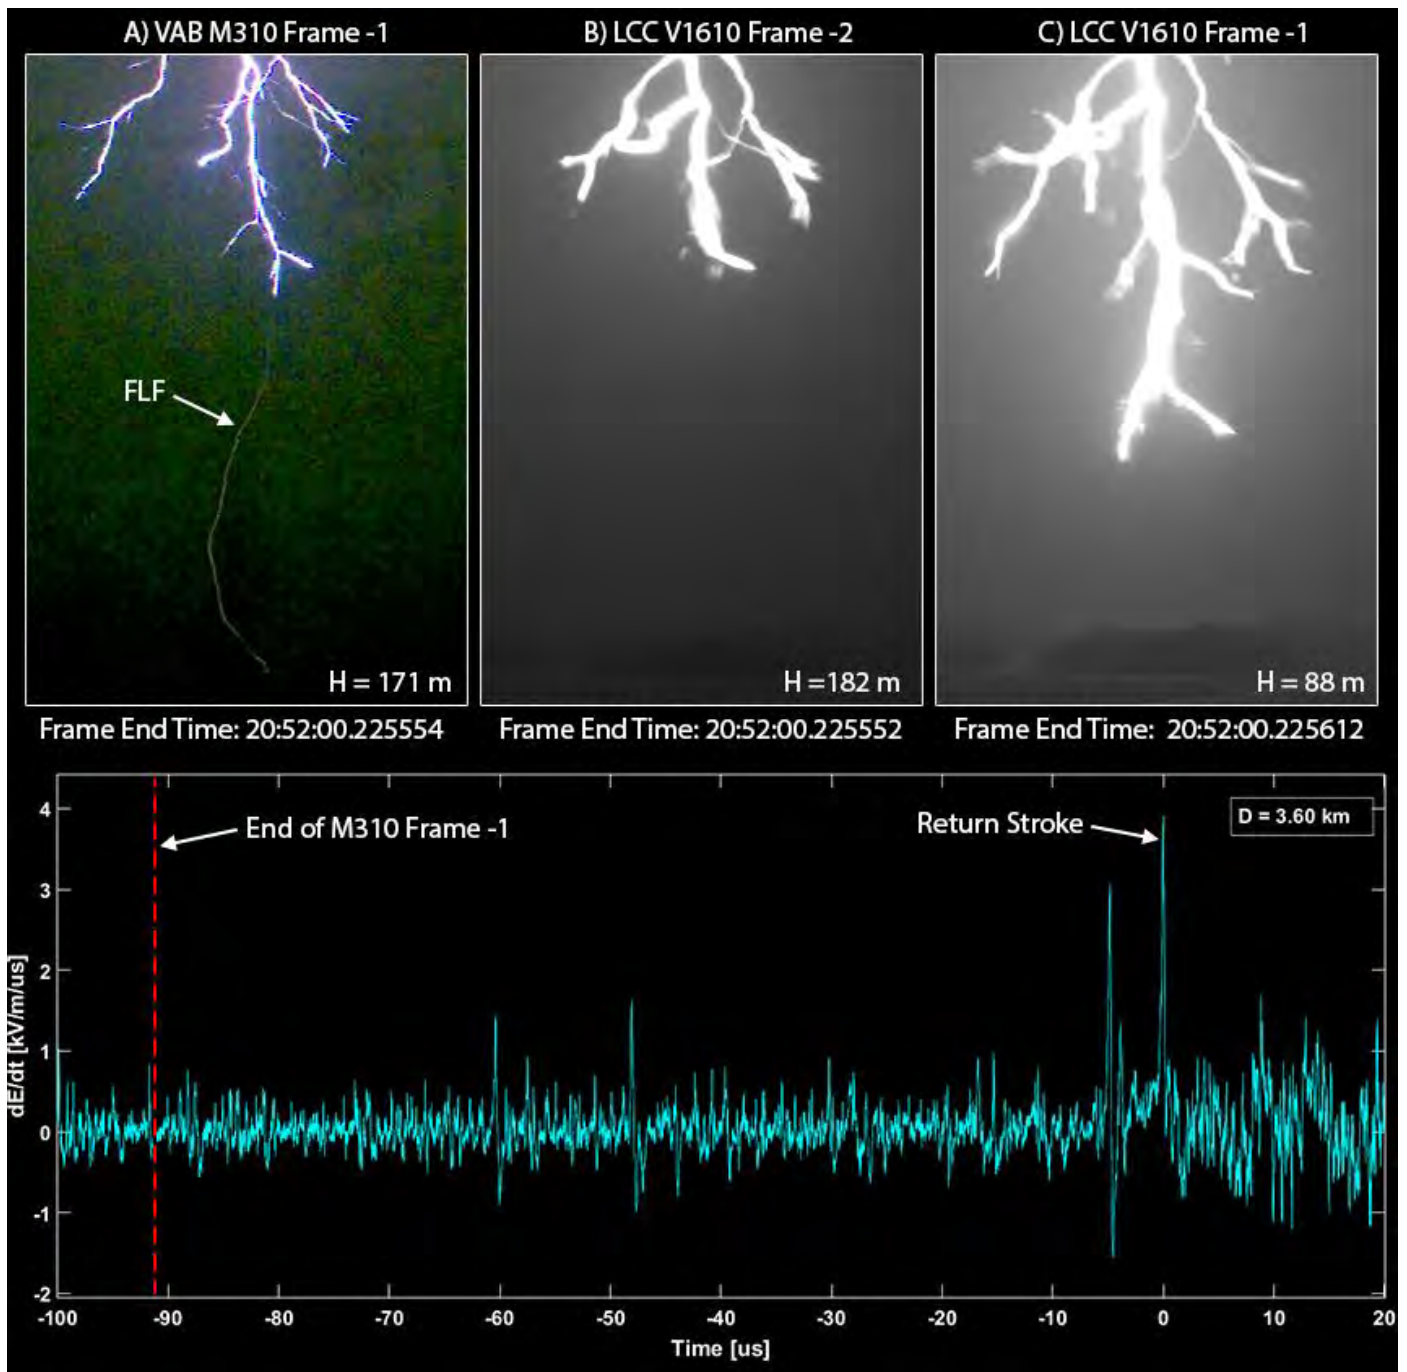 A) VAB M310 Frame -1
B) LCC V1610 Frame -2
C) LCC V1610 Frame -1
FLF
H = 171 m
H =182 m
H = 88 m
Frame End Time: 20:52:00.225554
Frame End Time: 20:52:00.225552
Frame End Time: 20:52:00.225612
End of M310 Frame -1
Return Stroke
D = 3.60 km
4
3
2
1
0
-1
-2
dE/dt [kV/m/us]
-100 -90 -80 -70 -60 -50 -40 -30 -20 -10 0 10 20
Time [us]